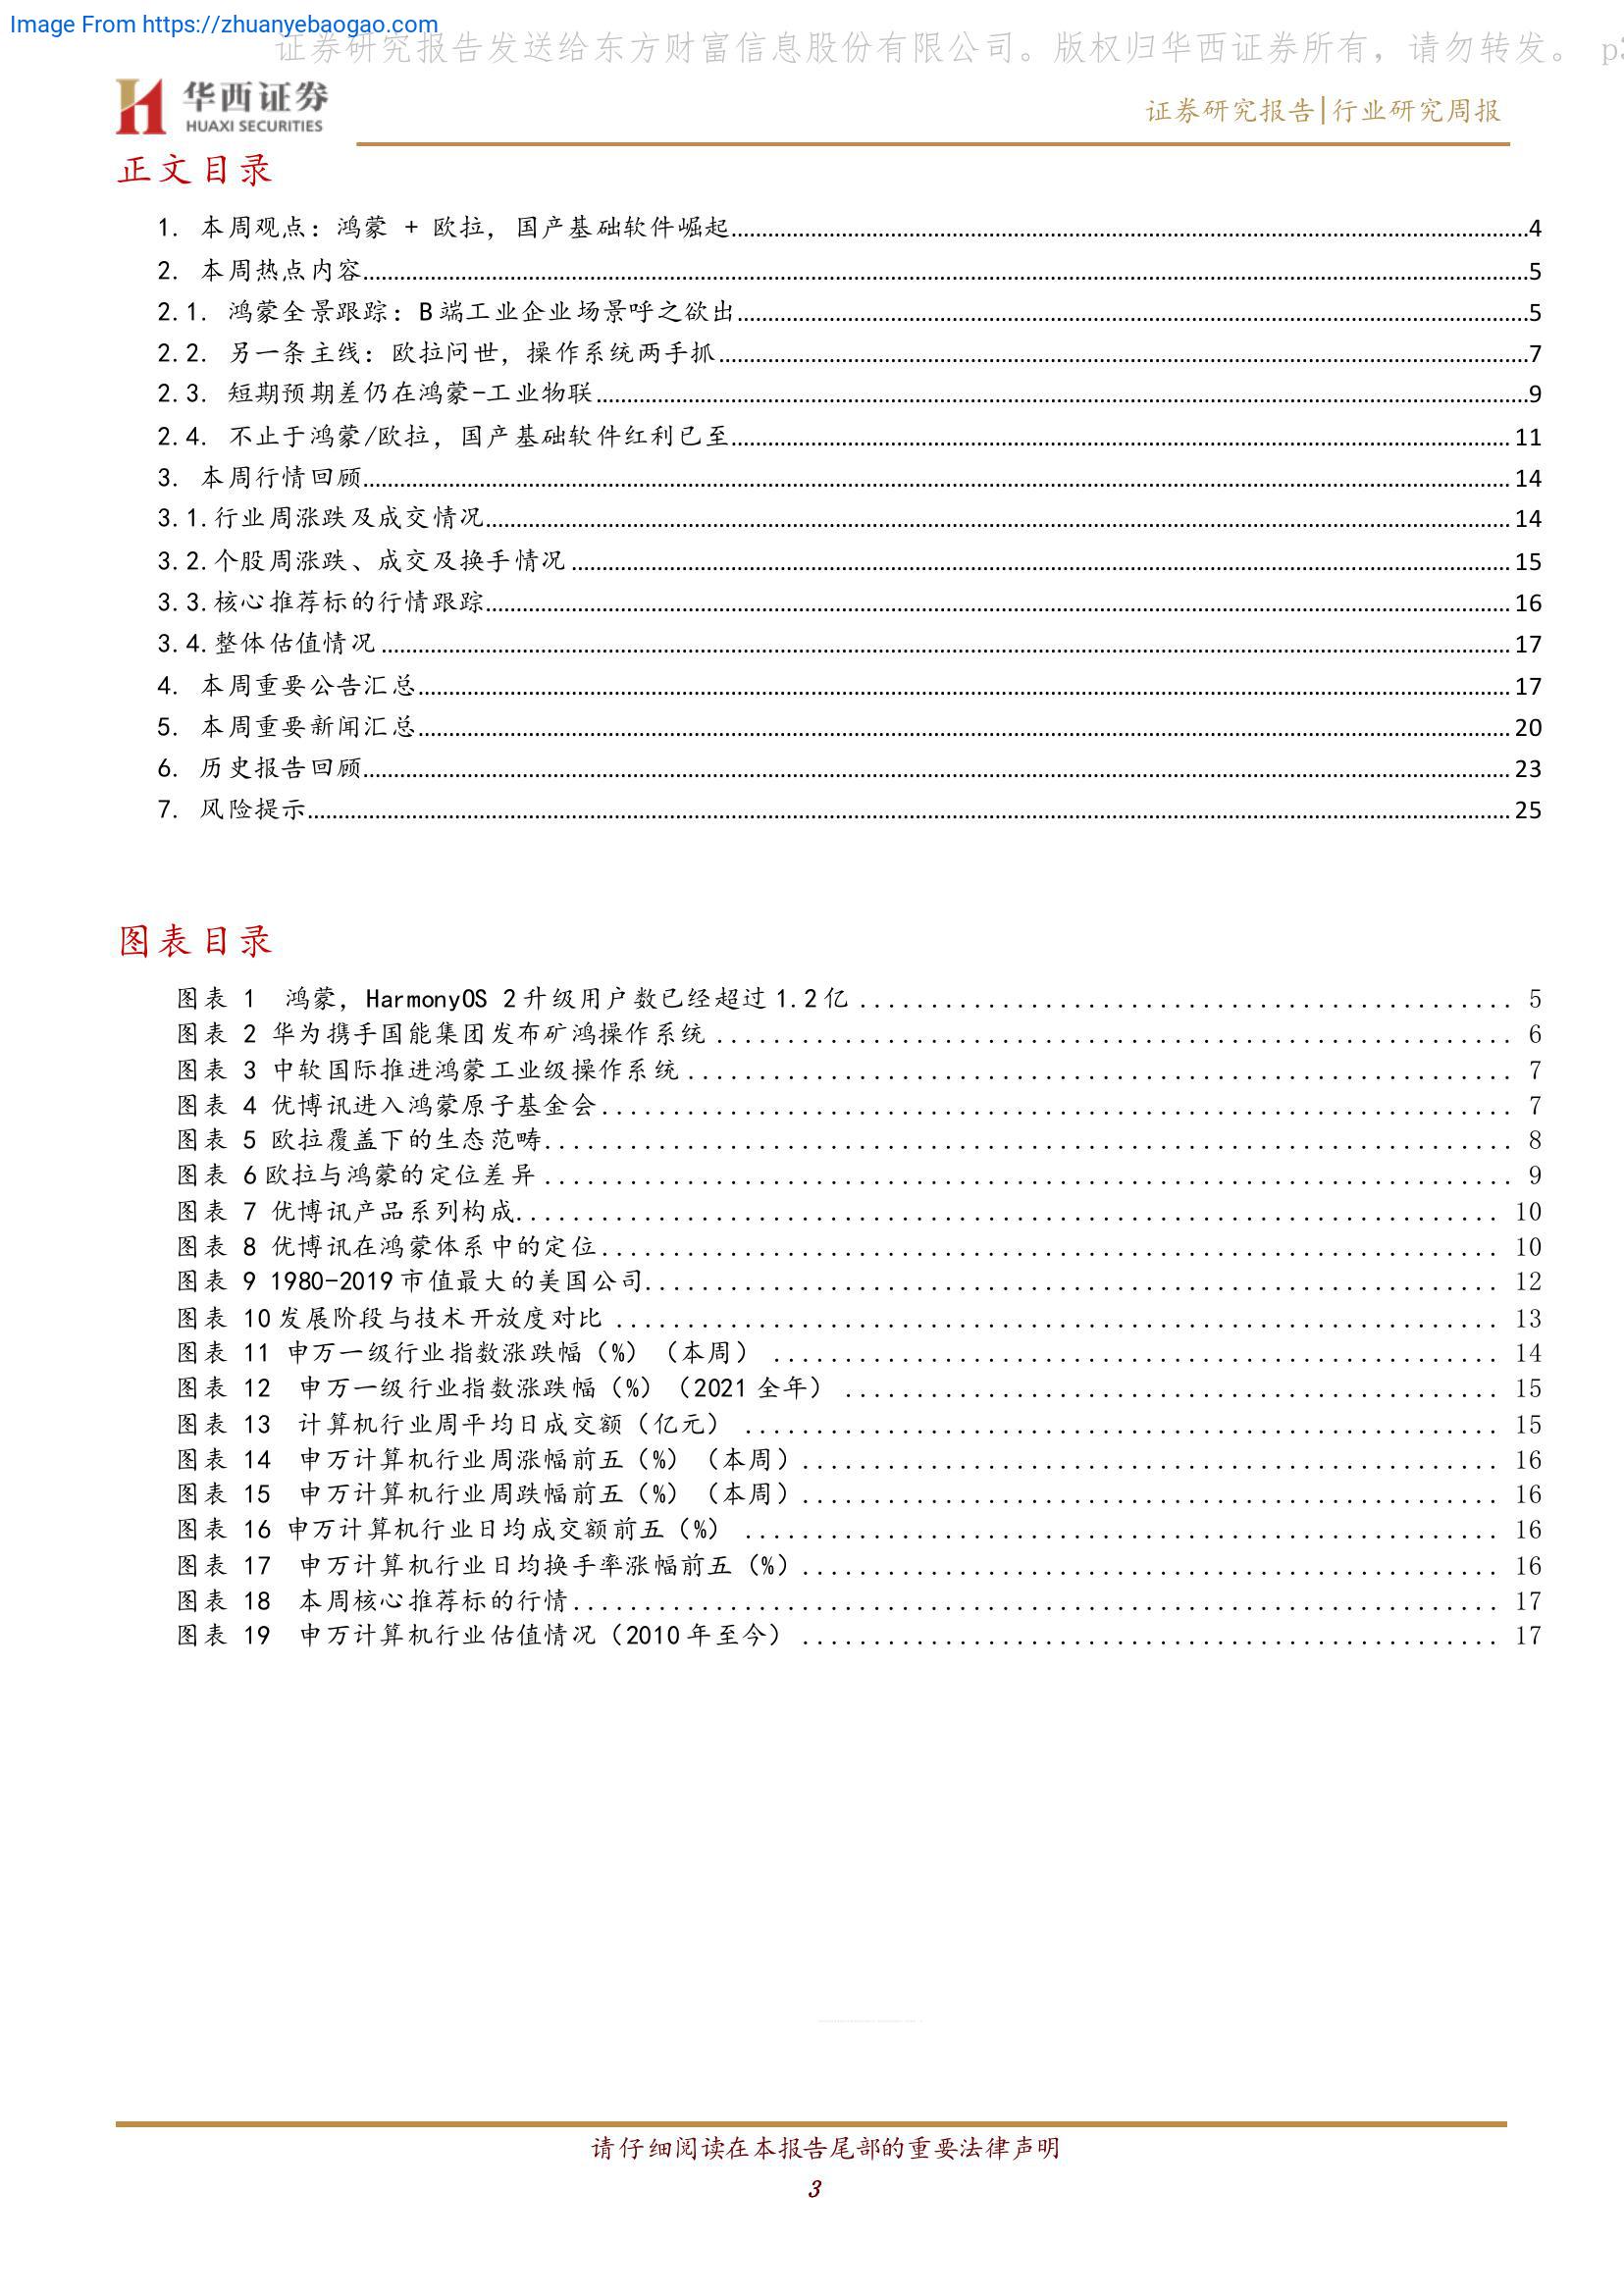 Image From https://zhuanyebaogao.com
证券研究报告发送给东方财富信息股份有限公司。版权归华西证券所有，请勿转发。 p3
华西证券
HUAXI SECURITIES
证券研究报告|行业研究周报
正文目录
1. 本周观点：鸿蒙 + 欧拉，国产基础软件崛起 4
2. 本周热点内容 5
2.1. 鸿蒙全景跟踪：B端工业企业场景呼之欲出 5
2.2. 另一条主线：欧拉问世，操作系统两手抓 7
2.3. 短期预期差仍在鸿蒙-工业物联 9
2.4. 不止于鸿蒙/欧拉，国产基础软件红利已至 11
3. 本周行情回顾 14
3.1.行业周涨跌及成交情况 14
3.2.个股周涨跌、成交及换手情况 15
3.3.核心推荐标的行情跟踪 16
3.4.整体估值情况 17
4. 本周重要公告汇总 17
5. 本周重要新闻汇总 20
6. 历史报告回顾 23
7. 风险提示 25
图表目录
图表 1 鸿蒙，HarmonyOS 2升级用户数已经超过1.2亿 5
图表 2 华为携手国能集团发布矿鸿操作系统 6
图表 3 中软国际推进鸿蒙工业级操作系统 7
图表 4 优博讯进入鸿蒙原子基金会 7
图表 5 欧拉覆盖下的生态范畴 8
图表 6欧拉与鸿蒙的定位差异 9
图表 7 优博讯产品系列构成 10
图表 8 优博讯在鸿蒙体系中的定位 10
图表 9 1980-2019市值最大的美国公司 12
图表 10发展阶段与技术开放度对比 13
图表 11 申万一级行业指数涨跌幅（%）（本周） 14
图表 12 申万一级行业指数涨跌幅（%）（2021全年） 15
图表 13 计算机行业周平均日成交额（亿元） 15
图表 14 申万计算机行业周涨幅前五（%）（本周） 16
图表 15 申万计算机行业周跌幅前五（%）（本周） 16
图表 16 申万计算机行业日均成交额前五（%） 16
图表 17 申万计算机行业日均换手率涨幅前五（%） 16
图表 18 本周核心推荐标的行情 17
图表 19 申万计算机行业估值情况（2010年至今） 17
请仔细阅读在本报告尾部的重要法律声明
3